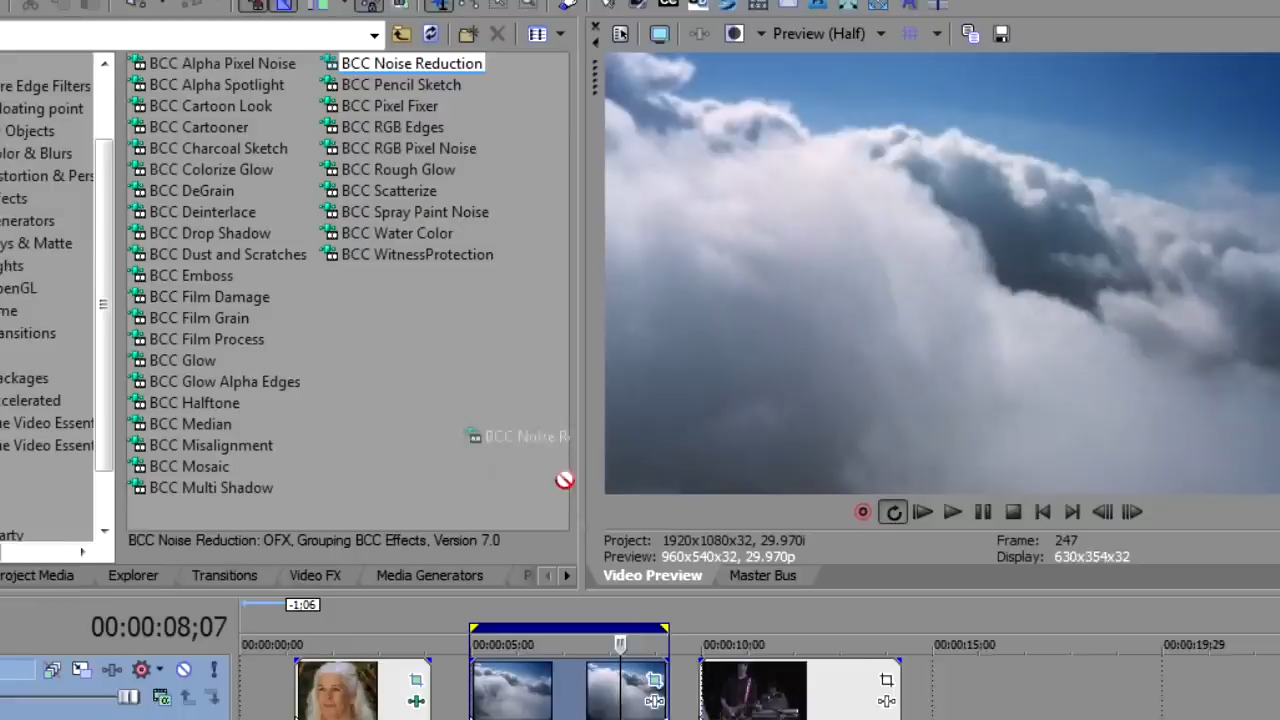 Preview (Half)
re Edge Filters
loating point
Objects
olor & Blurs
stortion & Pers
fects
enerators
ys & Matte
ghts
penGL
me
ansitions
ackages
ccelerated
ne Video Essent
ne Video Essent
arty
BCC Alpha Pixel Noise
BCC Alpha Spotlight
BCC Cartoon Look
BCC Cartooner
BCC Charcoal Sketch
BCC Colorize Glow
BCC DeGrain
BCC Deinterlace
BCC Drop Shadow
BCC Dust and Scratches
BCC Emboss
BCC Film Damage
BCC Film Grain
BCC Film Process
BCC Glow
BCC Glow Alpha Edges
BCC Halftone
BCC Median
BCC Misalignment
BCC Mosaic
BCC Multi Shadow
BCC Noise Reduction
BCC Pencil Sketch
BCC Pixel Fixer
BCC RGB Edges
BCC RGB Pixel Noise
BCC Rough Glow
BCC Scatterize
BCC Spray Paint Noise
BCC Water Color
BCC WitnessProtection
BCC Noise R
BCC Noise Reduction: OFX, Grouping BCC Effects, Version 7.0
Project: 1920x1080x32, 29.970i
Preview: 960x540x32, 29.970p
Frame: 247
Display: 630x354x32
roject Media Explorer Transitions Video FX Media Generators P
Video Preview Master Bus
-1:06
00:00:08;07
00:00:00;00 00:00:05;00 00:00:10;00 00:00:15;00 00:00:19;29